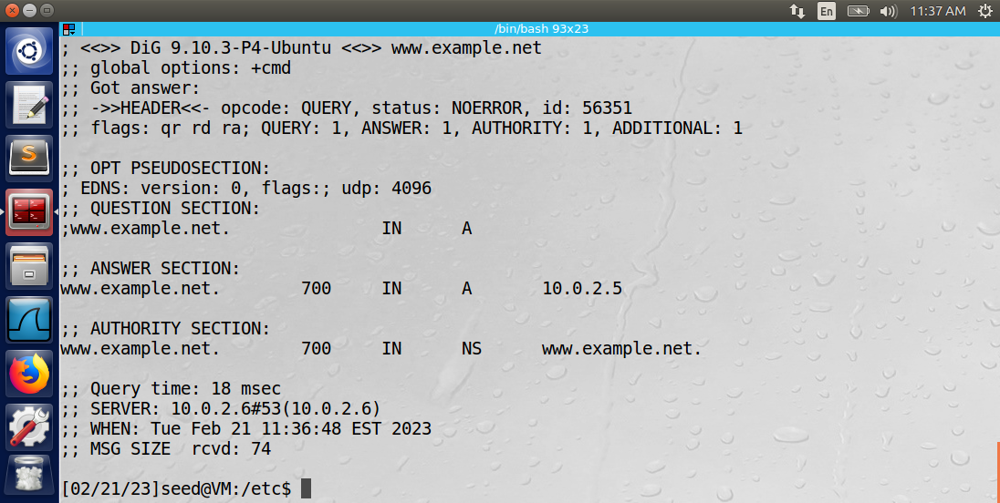 En
11:37 AM
/bin/bash 93x23
; <<>> DiG 9.10.3-P4-Ubuntu <<>> www.example.net
;; global options: +cmd
;; Got answer:
;; ->>HEADER<<- opcode: QUERY, status: NOERROR, id: 56351
;; flags: qr rd ra; QUERY: 1, ANSWER: 1, AUTHORITY: 1, ADDITIONAL: 1
;; OPT PSEUDOSECTION:
; EDNS: version: 0, flags:; udp: 4096
;; QUESTION SECTION:
;www.example.net. IN A
;; ANSWER SECTION:
www.example.net. 700 IN A 10.0.2.5
;; AUTHORITY SECTION:
www.example.net. 700 IN NS www.example.net.
;; Query time: 18 msec
;; SERVER: 10.0.2.6#53(10.0.2.6)
;; WHEN: Tue Feb 21 11:36:48 EST 2023
;; MSG SIZE rcvd: 74
[02/21/23]seed@VM:/etc$